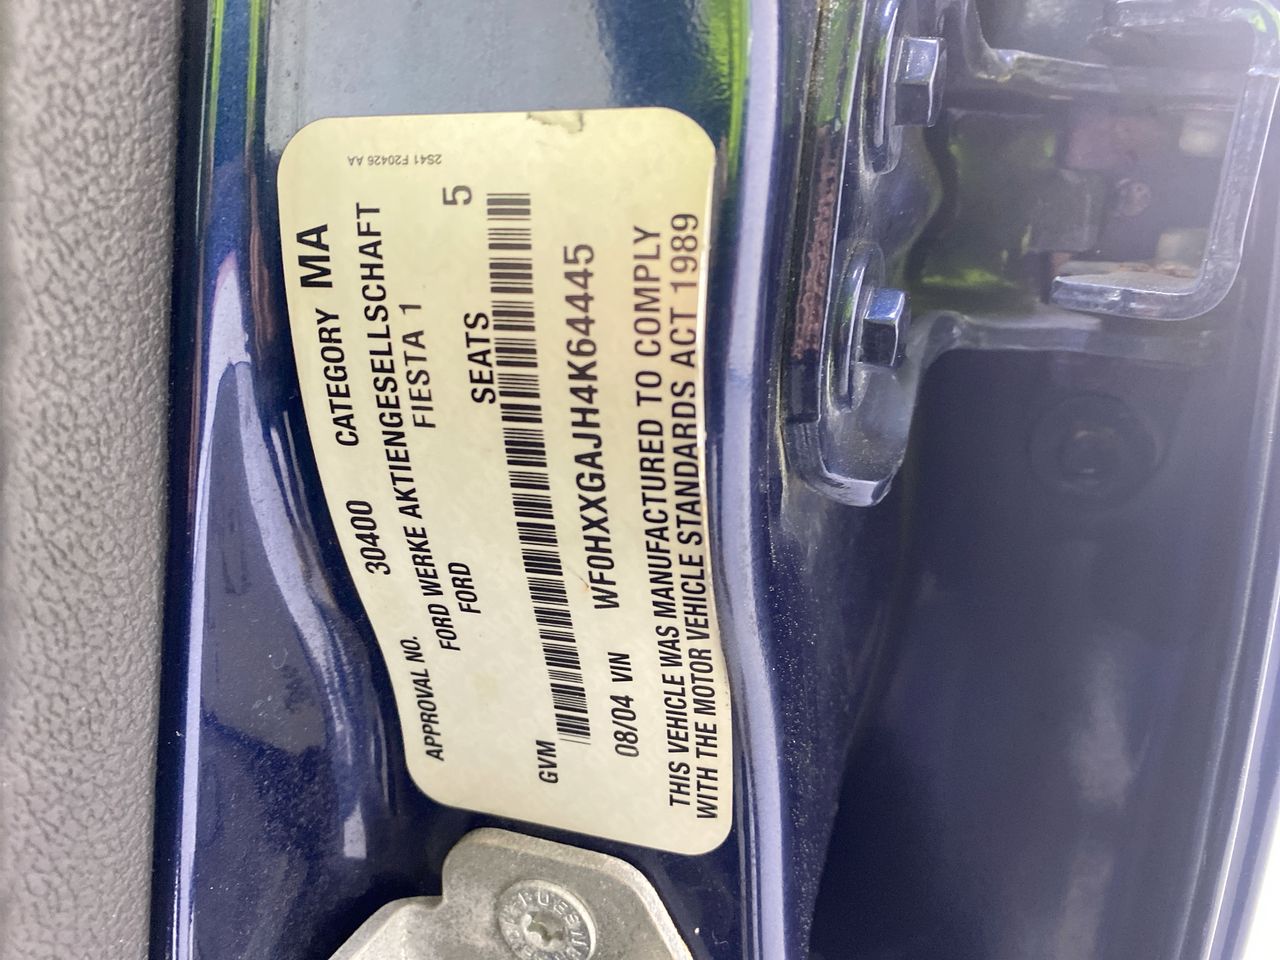 2S41 F20426 AA
APPROVAL NO. 30400 CATEGORY MA
FORD WERKE AKTIENGESELLSCHAFT
FORD FIESTA 1
GVM SEATS 5
08/04 VIN WF0HXXGAJH4K64445
THIS VEHICLE WAS MANUFACTURED TO COMPLY
WITH THE MOTOR VEHICLE STANDARDS ACT 1989